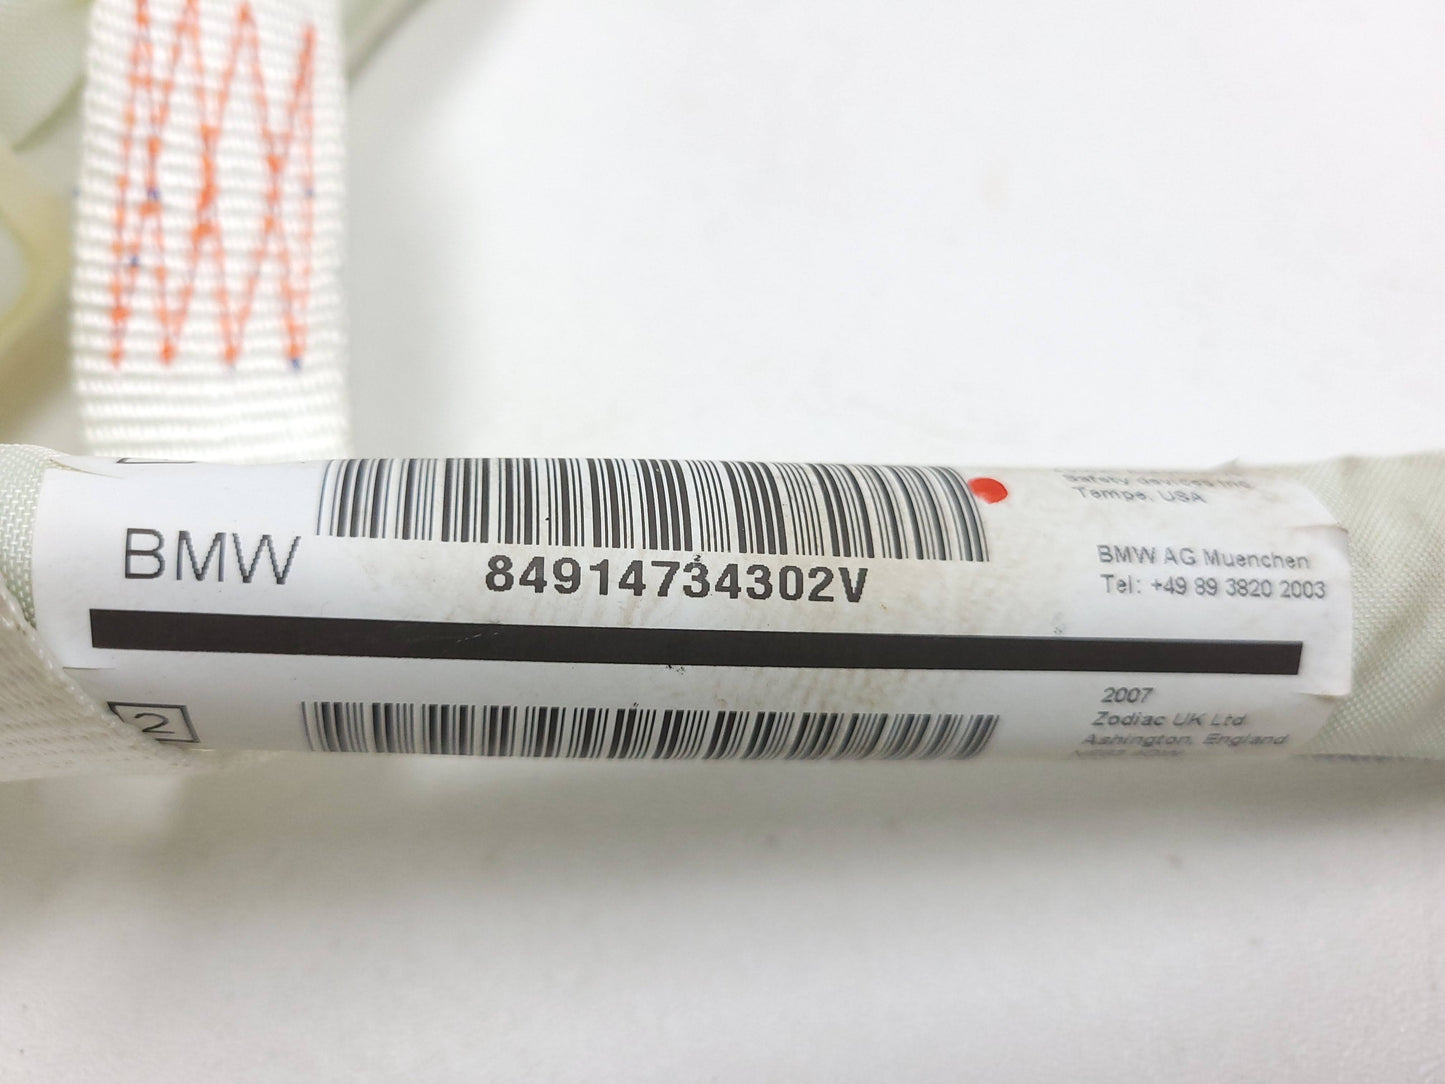 Safety devices Inc
Tempe, USA
BMW
84914734302V
BMW AG Muenchen
Tel: +49 89 3820 2003
2
2007
Zodiac UK Ltd
Ashington, England